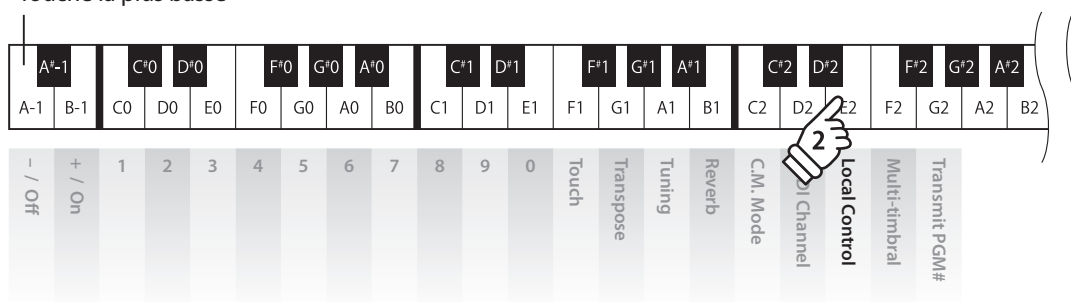 Touche la plus basse
A#-1 C#0 D#0 F#0 G#0 A#0 C#1 D#1 F#1 G#1 A#1 C#2 D#2 F#2 G#2 A#2
A-1 B-1 C0 D0 E0 F0 G0 A0 B0 C1 D1 E1 F1 G1 A1 B1 C2 D2 E2 F2 G2 A2 B2
2
– / Off
+ / On
1
2
3
4
5
6
7
8
9
0
Touch
Transpose
Tuning
Reverb
C.M. Mode
DI Channel
Local Control
Multi-timbral
Transmit PGM#